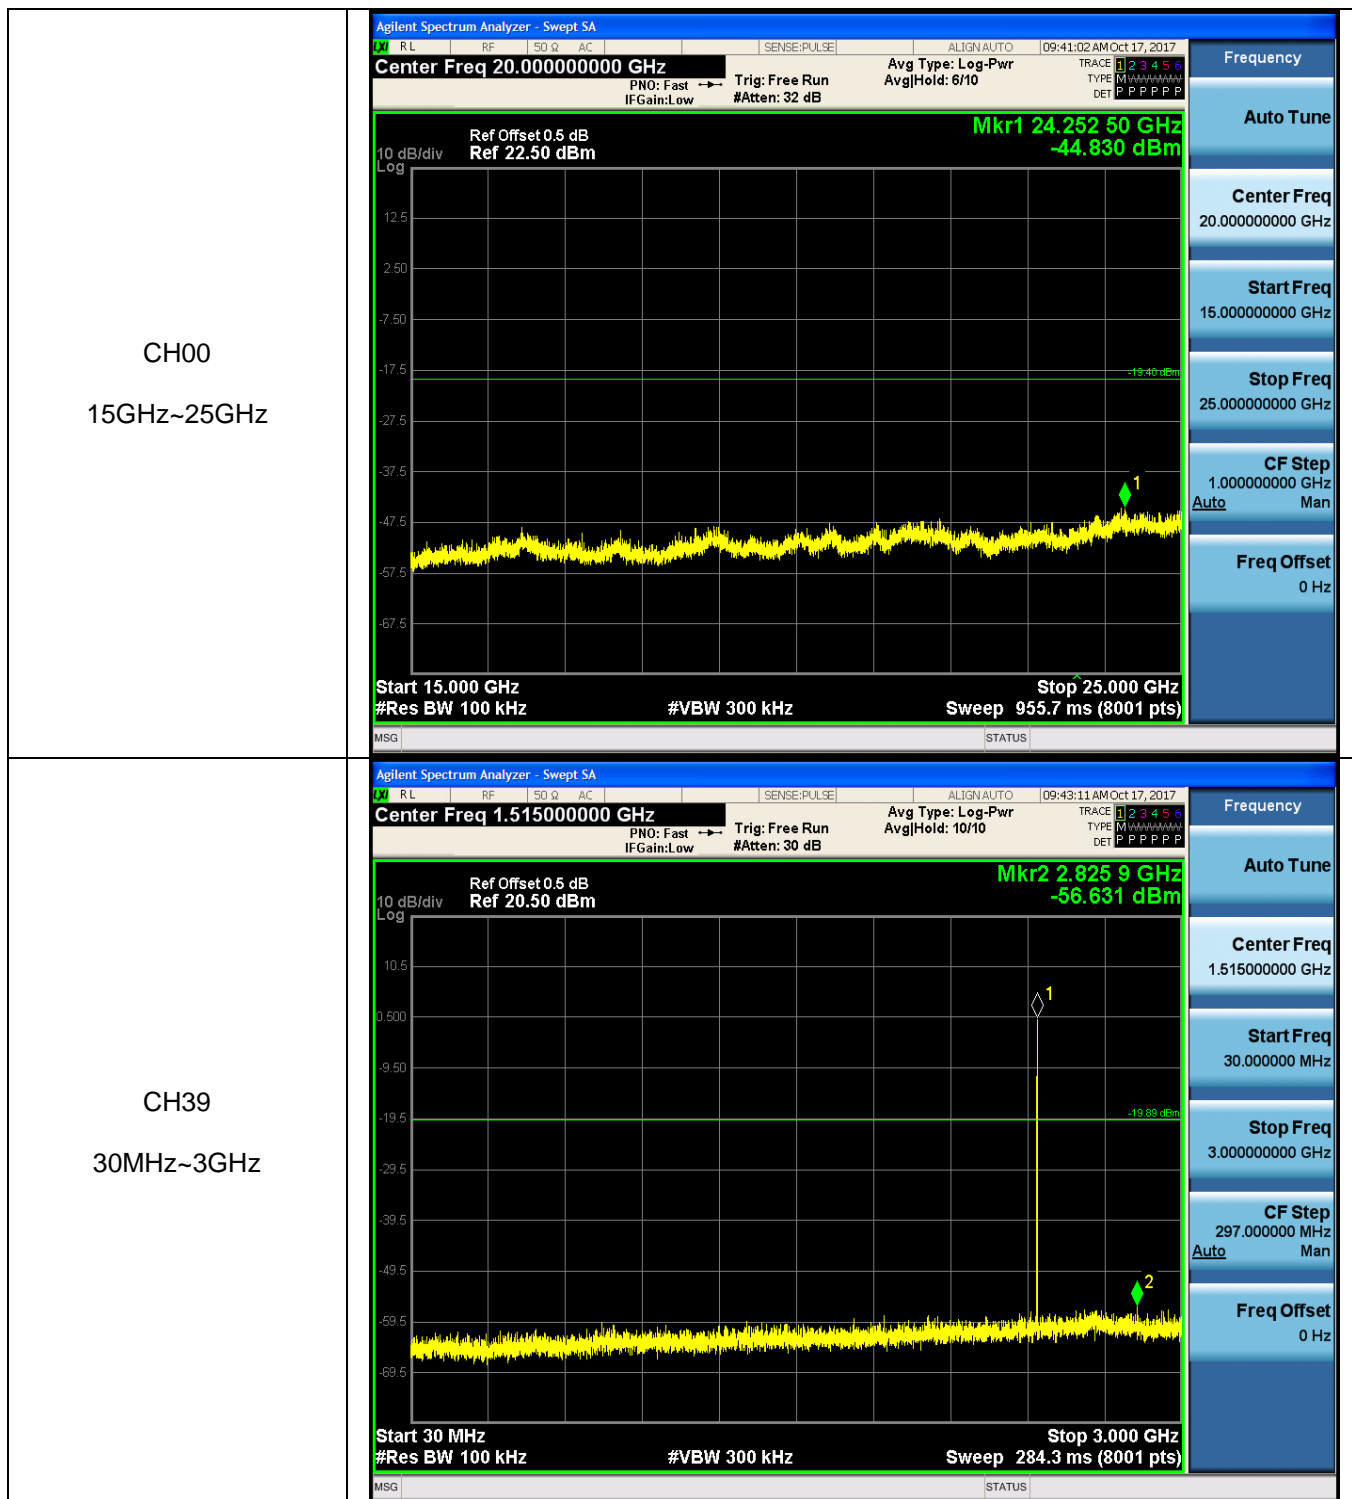 CH00
15GHz~25GHz
Agilent Spectrum Analyzer - Swept SA
LXI RL RF 50 Ω AC SENSE:PULSE ALIGN AUTO 09:41:02 AM Oct 17, 2017
Center Freq 20.000000000 GHz
PNO: Fast
IFGain:Low
Trig: Free Run
#Atten: 32 dB
Avg Type: Log-Pwr
Avg|Hold: 6/10
TRACE 1 2 3 4 5 6
TYPE MWWWWW
DET P P P P P P
Mkr1 24.252 50 GHz
-44.830 dBm
Ref Offset 0.5 dB
10 dB/div Ref 22.50 dBm
Log
12.5
2.50
-7.50
-17.5
-19.40 dBm
-27.5
-37.5
1
-47.5
-57.5
-67.5
Start 15.000 GHz Stop 25.000 GHz
#Res BW 100 kHz #VBW 300 kHz Sweep 955.7 ms (8001 pts)
MSG STATUS
Frequency
Auto Tune
Center Freq
20.000000000 GHz
Start Freq
15.000000000 GHz
Stop Freq
25.000000000 GHz
CF Step
1.000000000 GHz
Auto Man
Freq Offset
0 Hz
CH39
30MHz~3GHz
Agilent Spectrum Analyzer - Swept SA
LXI RL RF 50 Ω AC SENSE:PULSE ALIGN AUTO 09:43:11 AM Oct 17, 2017
Center Freq 1.515000000 GHz
PNO: Fast
IFGain:Low
Trig: Free Run
#Atten: 30 dB
Avg Type: Log-Pwr
Avg|Hold: 10/10
TRACE 1 2 3 4 5 6
TYPE MWWWWW
DET P P P P P P
Mkr2 2.825 9 GHz
-56.631 dBm
Ref Offset 0.5 dB
10 dB/div Ref 20.50 dBm
Log
10.5
1
0.500
-9.50
-19.5
-19.89 dBm
-29.5
-39.5
-49.5
2
-59.5
-69.5
Start 30 MHz Stop 3.000 GHz
#Res BW 100 kHz #VBW 300 kHz Sweep 284.3 ms (8001 pts)
MSG STATUS
Frequency
Auto Tune
Center Freq
1.515000000 GHz
Start Freq
30.000000 MHz
Stop Freq
3.000000000 GHz
CF Step
297.000000 MHz
Auto Man
Freq Offset
0 Hz